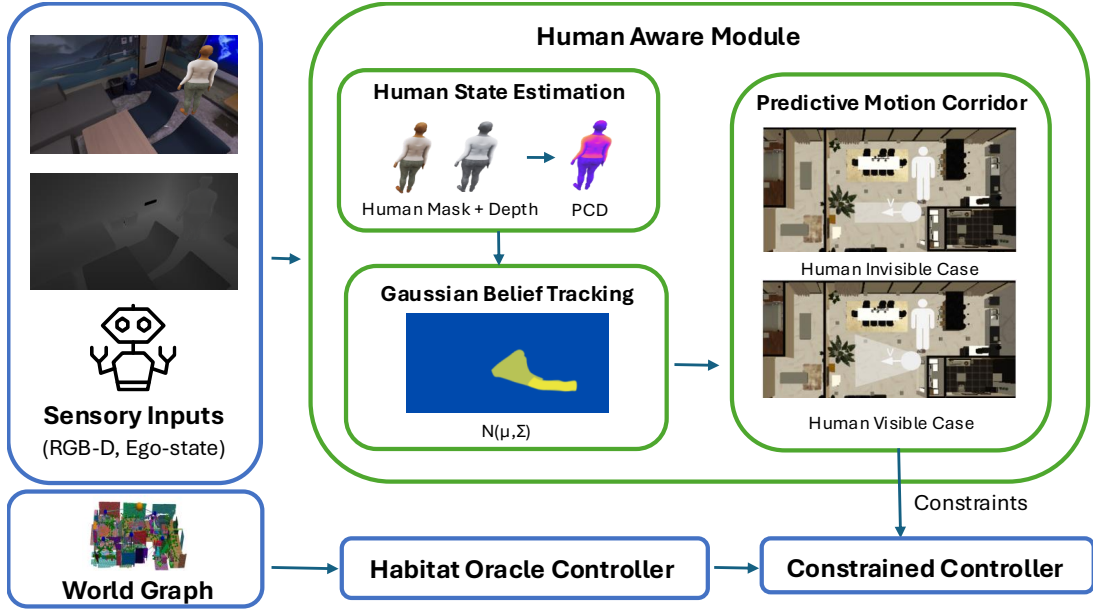 Human Aware Module
Human State Estimation
Human Mask + Depth
PCD
Gaussian Belief Tracking
N(μ,Σ)
Predictive Motion Corridor
V
Human Invisible Case
V
Human Visible Case
Sensory Inputs
(RGB-D, Ego-state)
Constraints
World Graph
Habitat Oracle Controller
Constrained Controller